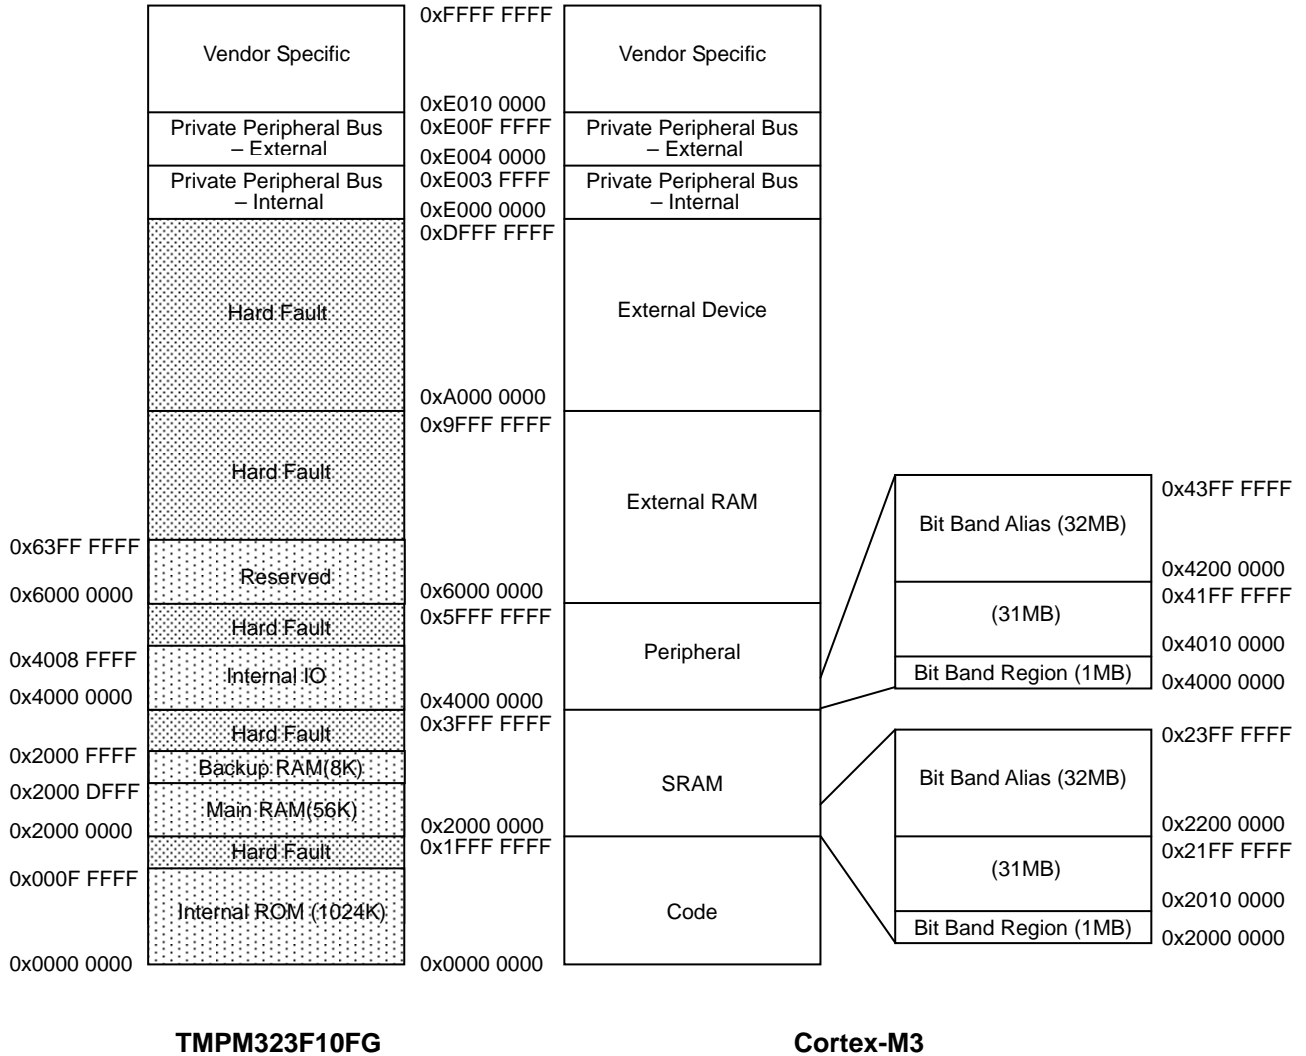 0xFFFF FFFF
Vendor Specific
Vendor Specific
0xE010 0000
Private Peripheral Bus
– External
0xE00F FFFF
Private Peripheral Bus
– External
0xE004 0000
Private Peripheral Bus
– Internal
0xE003 FFFF
Private Peripheral Bus
– Internal
0xE000 0000
0xDFFF FFFF
Hard Fault
External Device
0xA000 0000
0x9FFF FFFF
Hard Fault
External RAM
0x63FF FFFF
Reserved
0x6000 0000
0x6000 0000
0x5FFF FFFF
Hard Fault
Peripheral
0x4008 FFFF
Internal IO
0x4000 0000
0x4000 0000
0x3FFF FFFF
Hard Fault
0x2000 FFFF
Backup RAM(8K)
SRAM
0x2000 DFFF
Main RAM(56K)
0x2000 0000
0x2000 0000
0x1FFF FFFF
Hard Fault
0x000F FFFF
Internal ROM (1024K)
Code
0x0000 0000
0x0000 0000
0x43FF FFFF
Bit Band Alias (32MB)
0x4200 0000
0x41FF FFFF
(31MB)
0x4010 0000
Bit Band Region (1MB)
0x4000 0000
0x23FF FFFF
Bit Band Alias (32MB)
0x2200 0000
0x21FF FFFF
(31MB)
0x2010 0000
Bit Band Region (1MB)
0x2000 0000
TMPM323F10FG
Cortex-M3